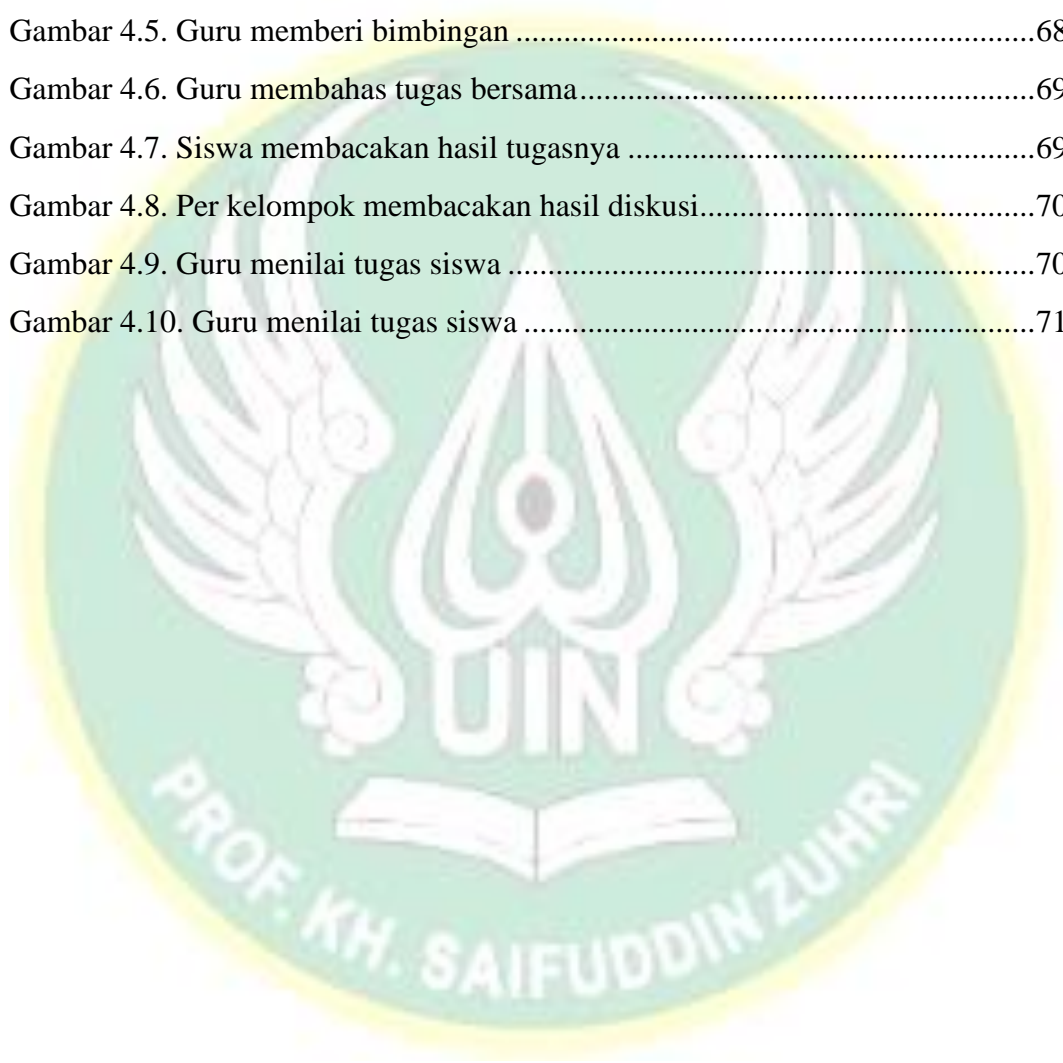 Gambar 4.5. Guru memberi bimbingan ..................................................................68
Gambar 4.6. Guru membahas tugas bersama..........................................................69
Gambar 4.7. Siswa membacakan hasil tugasnya ....................................................69
Gambar 4.8. Per kelompok membacakan hasil diskusi...........................................70
Gambar 4.9. Guru menilai tugas siswa ...................................................................70
Gambar 4.10. Guru menilai tugas siswa .................................................................71
UIN
PROF. KH. SAIFUDDIN ZUHRI